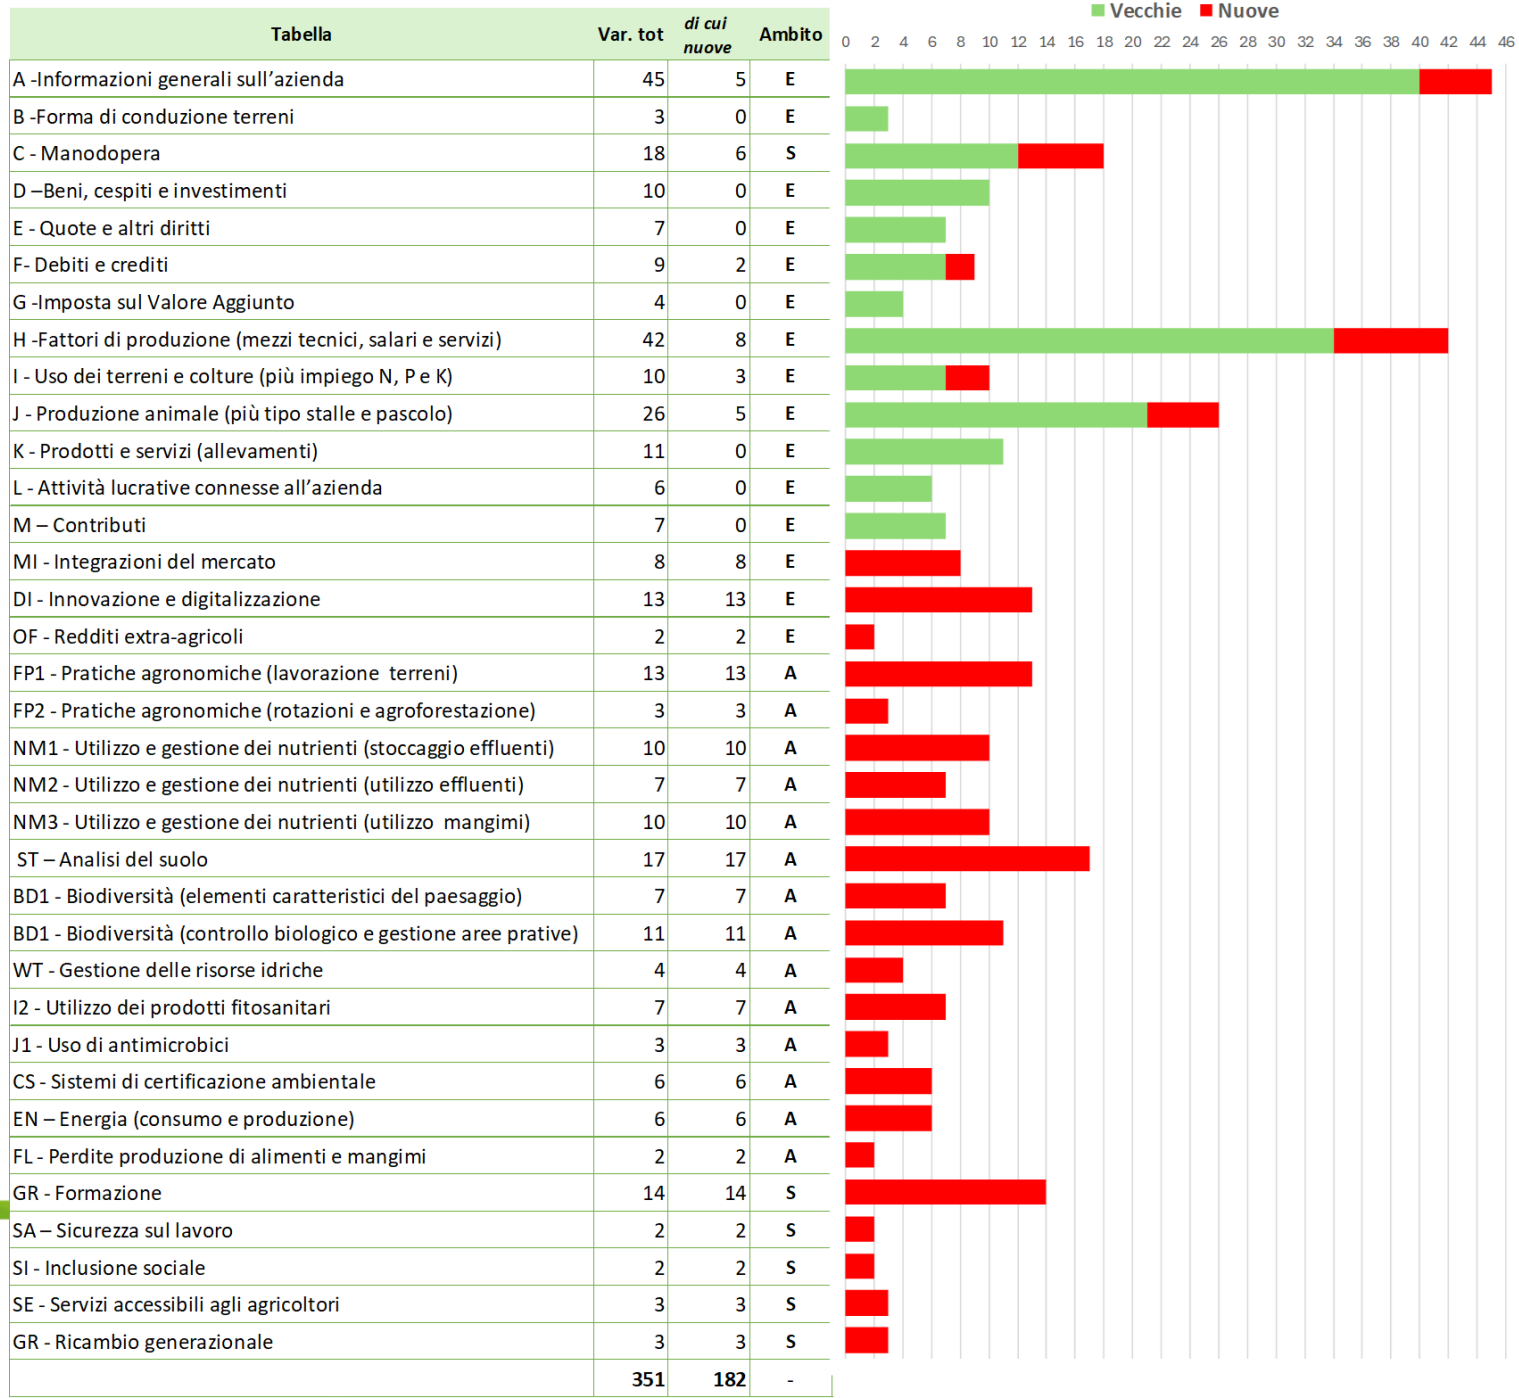 Vecchie Nuove
Tabella Var. tot di cui nuove Ambito
0 2 4 6 8 10 12 14 16 18 20 22 24 26 28 30 32 34 36 38 40 42 44 46
A -Informazioni generali sull’azienda 45 5 E
B -Forma di conduzione terreni 3 0 E
C - Manodopera 18 6 S
D –Beni, cespiti e investimenti 10 0 E
E - Quote e altri diritti 7 0 E
F- Debiti e crediti 9 2 E
G -Imposta sul Valore Aggiunto 4 0 E
H -Fattori di produzione (mezzi tecnici, salari e servizi) 42 8 E
I - Uso dei terreni e colture (più impiego N, P e K) 10 3 E
J - Produzione animale (più tipo stalle e pascolo) 26 5 E
K - Prodotti e servizi (allevamenti) 11 0 E
L - Attività lucrative connesse all’azienda 6 0 E
M – Contributi 7 0 E
MI - Integrazioni del mercato 8 8 E
DI - Innovazione e digitalizzazione 13 13 E
OF - Redditi extra-agricoli 2 2 E
FP1 - Pratiche agronomiche (lavorazione terreni) 13 13 A
FP2 - Pratiche agronomiche (rotazioni e agroforestazione) 3 3 A
NM1 - Utilizzo e gestione dei nutrienti (stoccaggio effluenti) 10 10 A
NM2 - Utilizzo e gestione dei nutrienti (utilizzo effluenti) 7 7 A
NM3 - Utilizzo e gestione dei nutrienti (utilizzo mangimi) 10 10 A
ST – Analisi del suolo 17 17 A
BD1 - Biodiversità (elementi caratteristici del paesaggio) 7 7 A
BD1 - Biodiversità (controllo biologico e gestione aree prative) 11 11 A
WT - Gestione delle risorse idriche 4 4 A
I2 - Utilizzo dei prodotti fitosanitari 7 7 A
J1 - Uso di antimicrobici 3 3 A
CS - Sistemi di certificazione ambientale 6 6 A
EN – Energia (consumo e produzione) 6 6 A
FL - Perdite produzione di alimenti e mangimi 2 2 A
GR - Formazione 14 14 S
SA – Sicurezza sul lavoro 2 2 S
SI - Inclusione sociale 2 2 S
SE - Servizi accessibili agli agricoltori 3 3 S
GR - Ricambio generazionale 3 3 S
351 182 -